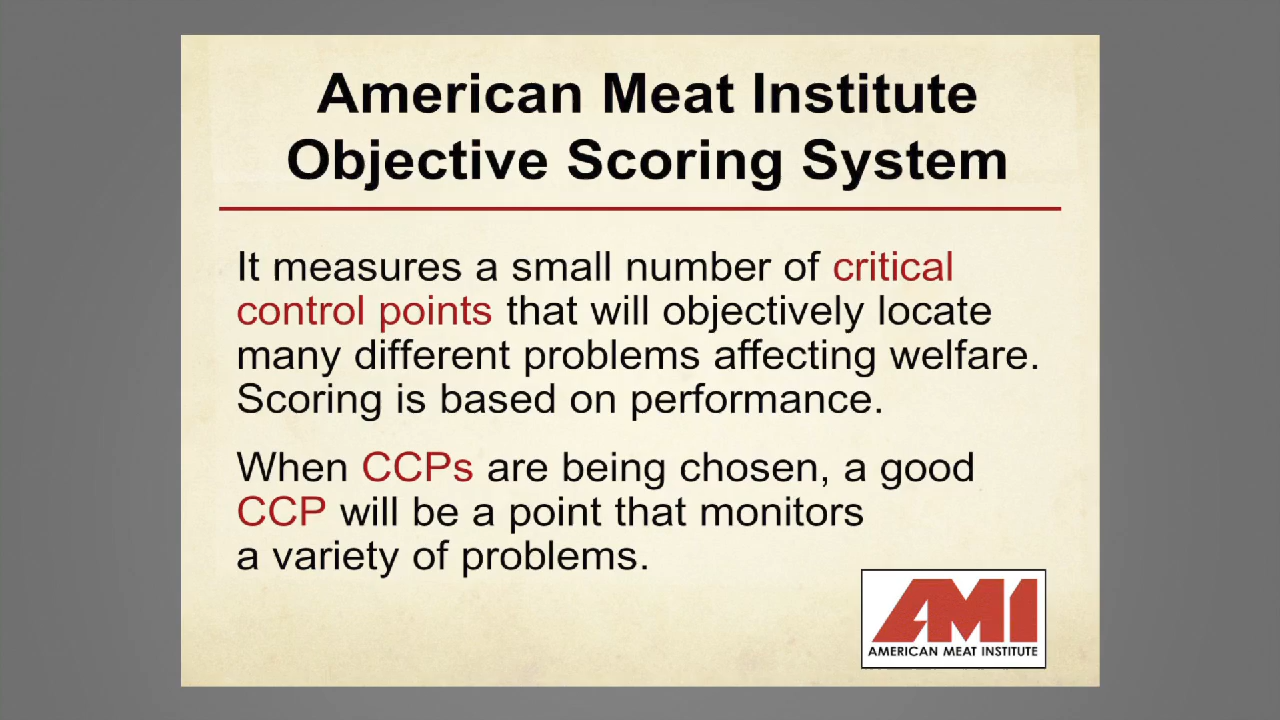 American Meat Institute
Objective Scoring System
It measures a small number of critical
control points that will objectively locate
many different problems affecting welfare.
Scoring is based on performance.
When CCPs are being chosen, a good
CCP will be a point that monitors
a variety of problems.
AMI
AMERICAN MEAT INSTITUTE